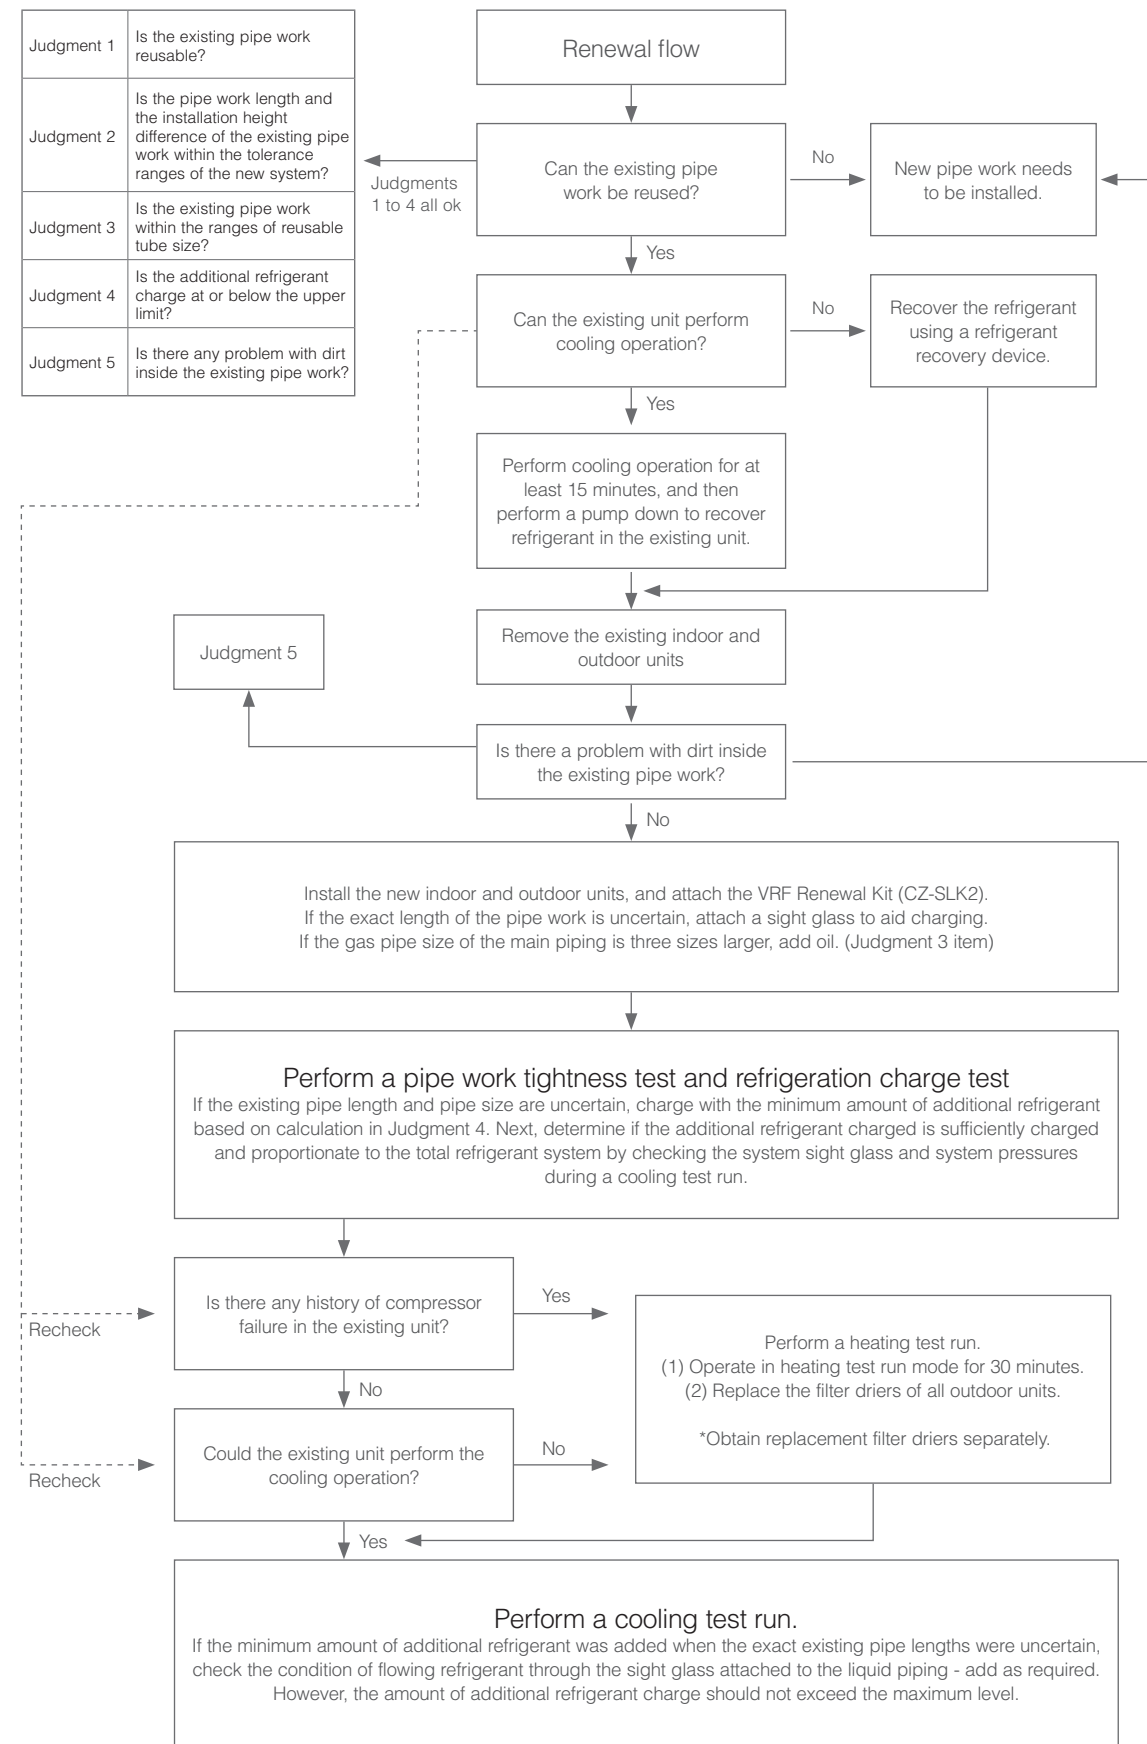 Judgment 1
Is the existing pipe work
reusable?
Judgment 2
Is the pipe work length and
the installation height
difference of the existing pipe
work within the tolerance
ranges of the new system?
Judgment 3
Is the existing pipe work
within the ranges of reusable
tube size?
Judgment 4
Is the additional refrigerant
charge at or below the upper
limit?
Judgment 5
Is there any problem with dirt
inside the existing pipe work?
Renewal flow
Can the existing pipe
work be reused?
Judgments
1 to 4 all ok
No
New pipe work needs
to be installed.
Yes
Can the existing unit perform
cooling operation?
No
Recover the refrigerant
using a refrigerant
recovery device.
Yes
Perform cooling operation for at
least 15 minutes, and then
perform a pump down to recover
refrigerant in the existing unit.
Remove the existing indoor and
outdoor units
Judgment 5
Is there a problem with dirt inside
the existing pipe work?
No
Install the new indoor and outdoor units, and attach the VRF Renewal Kit (CZ-SLK2).
If the exact length of the pipe work is uncertain, attach a sight glass to aid charging.
If the gas pipe size of the main piping is three sizes larger, add oil. (Judgment 3 item)
Perform a pipe work tightness test and refrigeration charge test
If the existing pipe length and pipe size are uncertain, charge with the minimum amount of additional refrigerant
based on calculation in Judgment 4. Next, determine if the additional refrigerant charged is sufficiently charged
and proportionate to the total refrigerant system by checking the system sight glass and system pressures
during a cooling test run.
Is there any history of compressor
failure in the existing unit?
Yes
Recheck
No
Perform a heating test run.
(1) Operate in heating test run mode for 30 minutes.
(2) Replace the filter driers of all outdoor units.
*Obtain replacement filter driers separately.
Could the existing unit perform the
cooling operation?
No
Recheck
Yes
Perform a cooling test run.
If the minimum amount of additional refrigerant was added when the exact existing pipe lengths were uncertain,
check the condition of flowing refrigerant through the sight glass attached to the liquid piping - add as required.
However, the amount of additional refrigerant charge should not exceed the maximum level.